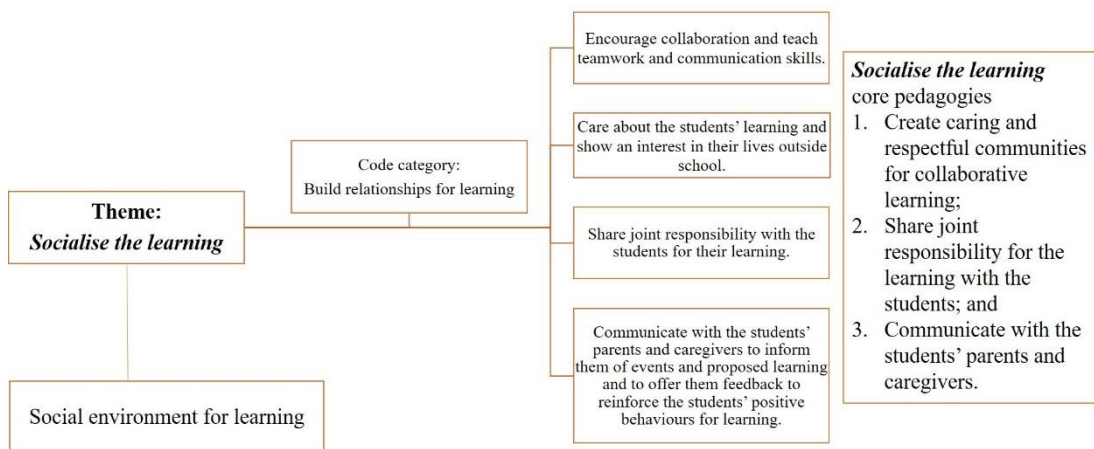 Theme:
Socialise the learning
Social environment for learning
Code category:
Build relationships for learning
Encourage collaboration and teach
teamwork and communication skills.
Care about the students’ learning and
show an interest in their lives outside
school.
Share joint responsibility with the
students for their learning.
Communicate with the students’
parents and caregivers to inform
them of events and proposed learning
and to offer them feedback to
reinforce the students’ positive
behaviours for learning.
Socialise the learning
core pedagogies
1. Create caring and
respectful communities
for collaborative
learning;
2. Share joint
responsibility for the
learning with the
students; and
3. Communicate with the
students’ parents and
caregivers.